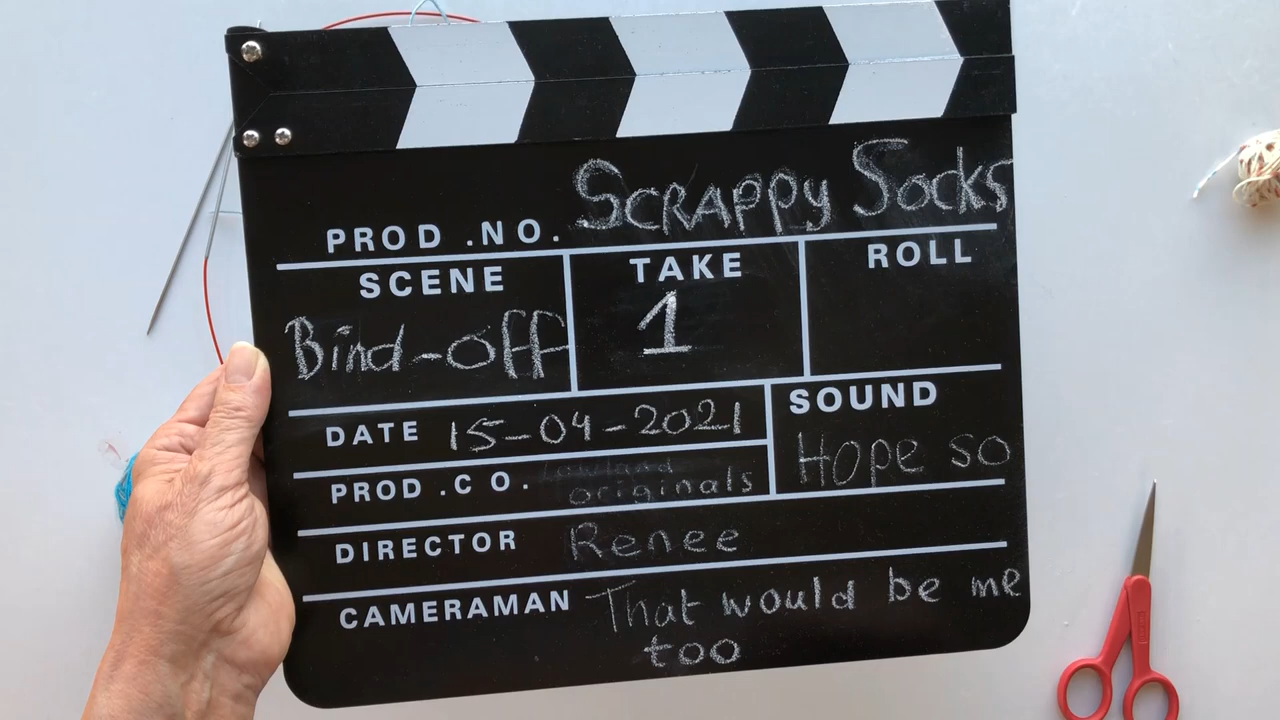 PROD .NO. SCRAPPy Socks
SCENE TAKE ROLL
Bind-off 1
DATE 15-04-2021 SOUND
Hope so
PROD .C O. Lowland
originals
DIRECTOR Renee
CAMERAMAN That would be me
too